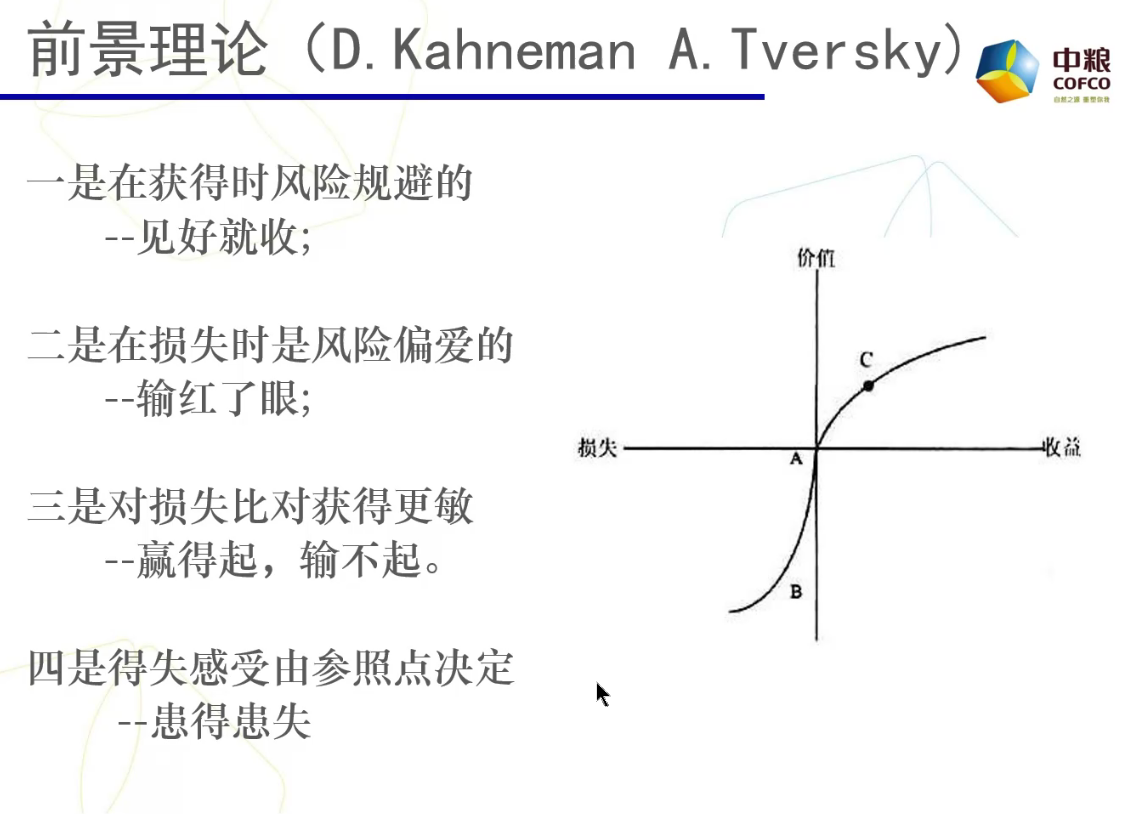 前景理论（D.Kahneman A.Tversky）
中粮
COFCO
一是在获得时风险规避的
--见好就收;
二是在损失时是风险偏爱的
--输红了眼;
三是对损失比对获得更敏
--赢得起，输不起。
四是得失感受由参照点决定
--患得患失
价值
C
损失
A
收益
B